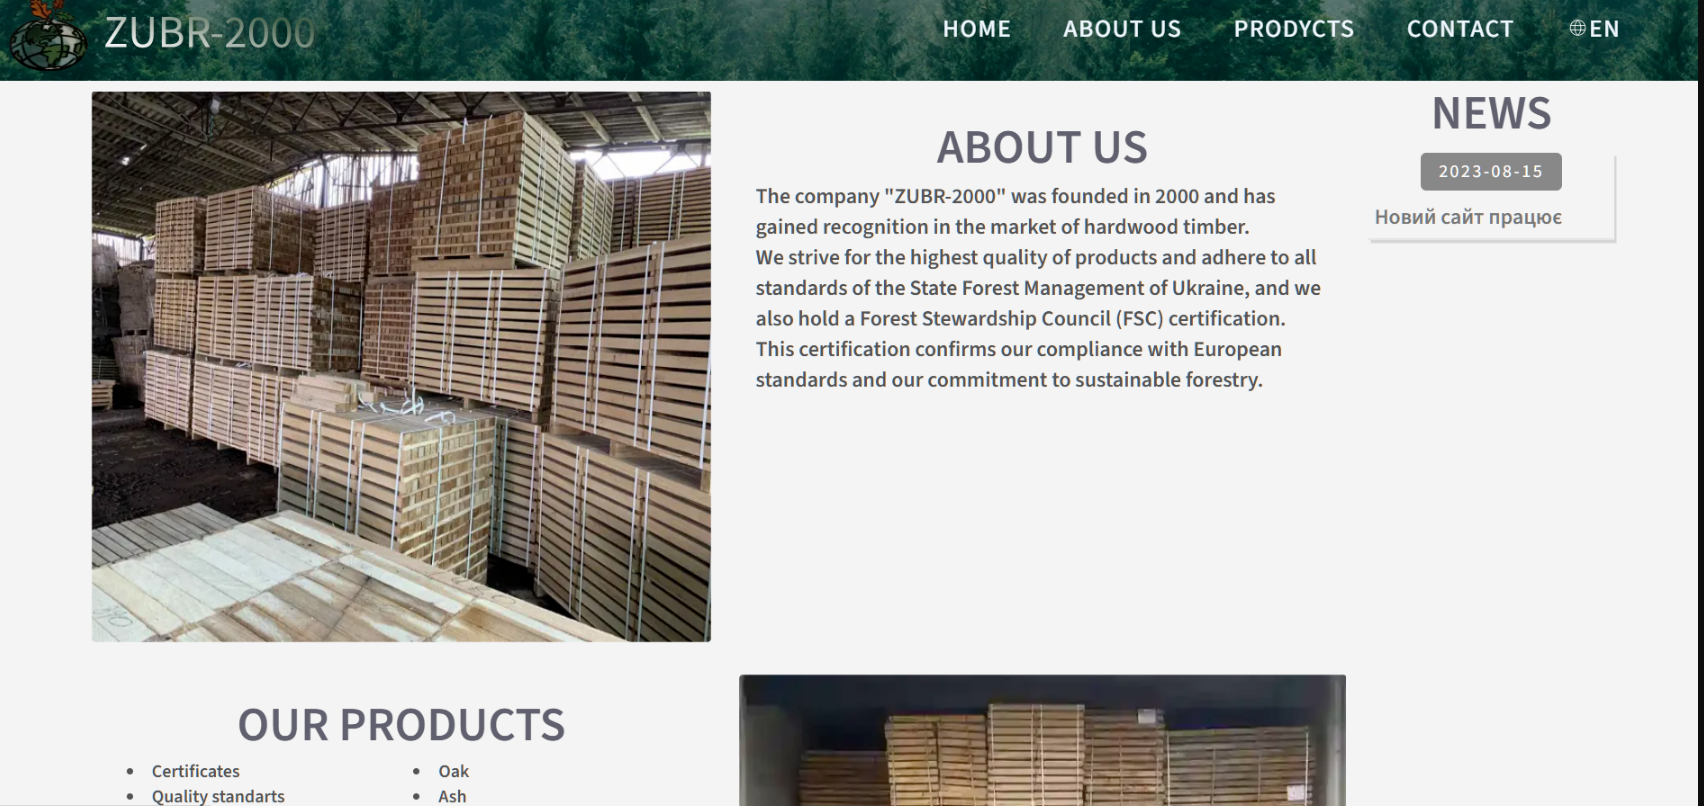 ZUBR-2000
HOME ABOUT US PRODYCTS CONTACT EN
ABOUT US
The company "ZUBR-2000" was founded in 2000 and has
gained recognition in the market of hardwood timber.
We strive for the highest quality of products and adhere to all
standards of the State Forest Management of Ukraine, and we
also hold a Forest Stewardship Council (FSC) certification.
This certification confirms our compliance with European
standards and our commitment to sustainable forestry.
NEWS
2023-08-15
Новий сайт працює
OUR PRODUCTS
Certificates
Quality standarts
Oak
Ash